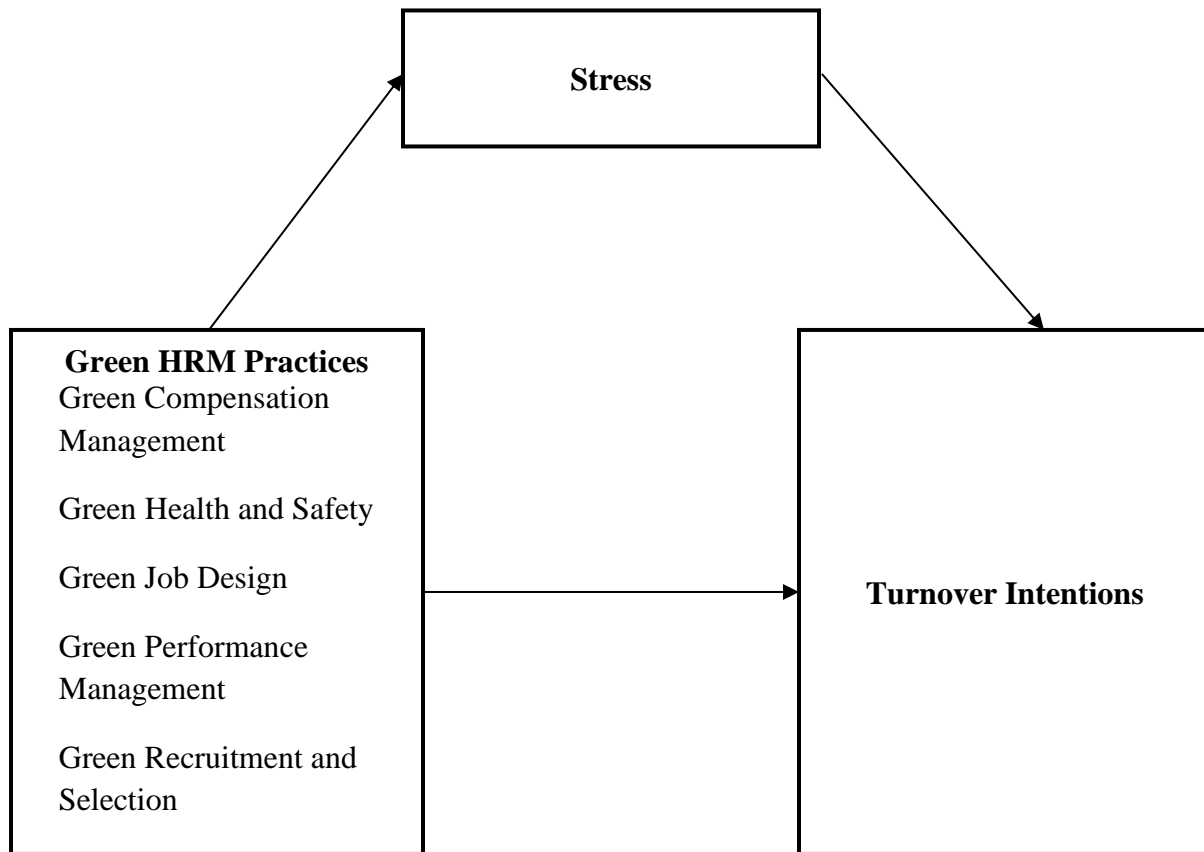 Stress
Green HRM Practices
Green Compensation
Management
Green Health and Safety
Green Job Design
Green Performance
Management
Green Recruitment and
Selection
Turnover Intentions